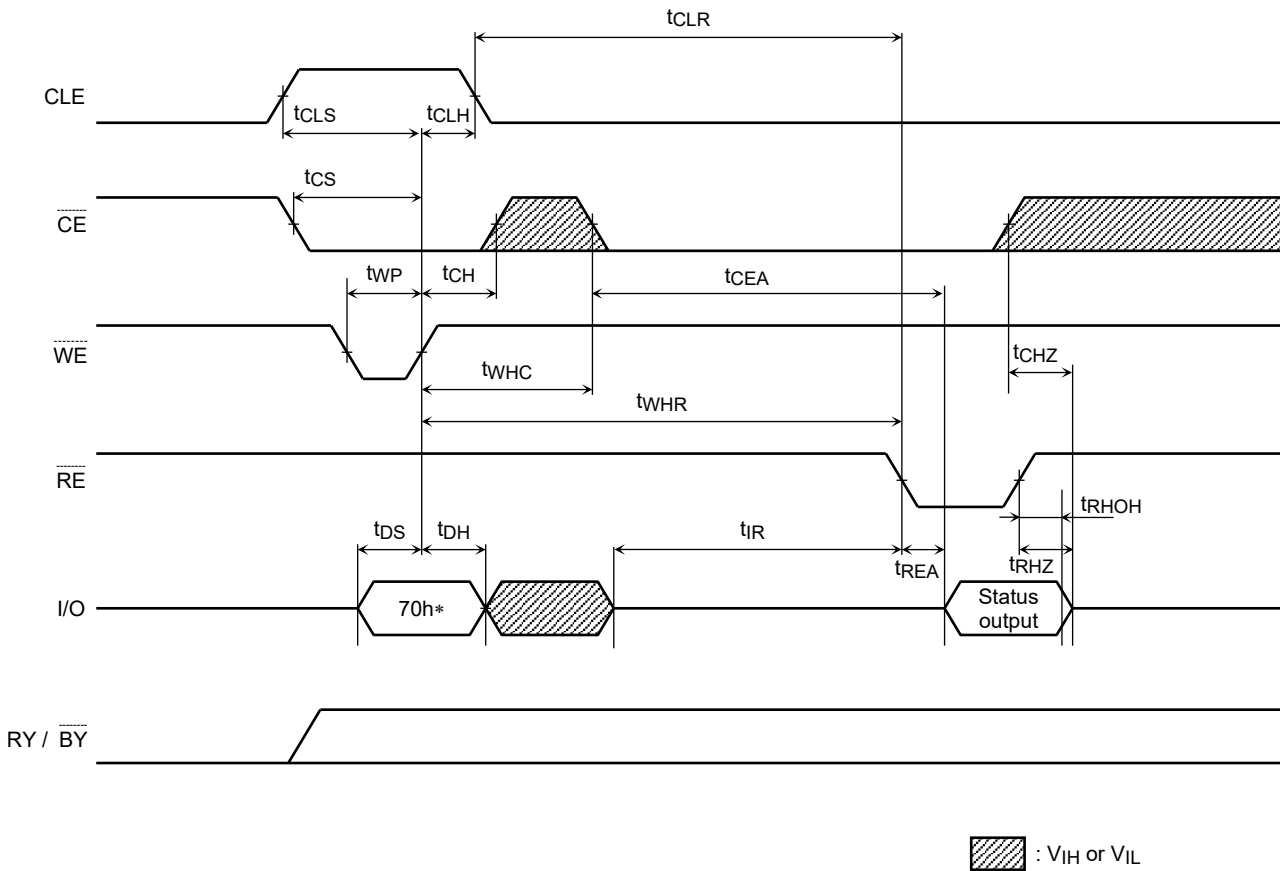 tCLR
CLE
tCLS
tCLH
tCS
CE
tWP
tCH
tCEA
WE
tCHZ
tWHC
tWHR
RE
tRHOH
tDS
tDH
tIR
tREA
tRHZ
I/O
70h*
Status
output
RY / BY
: VIH or VIL